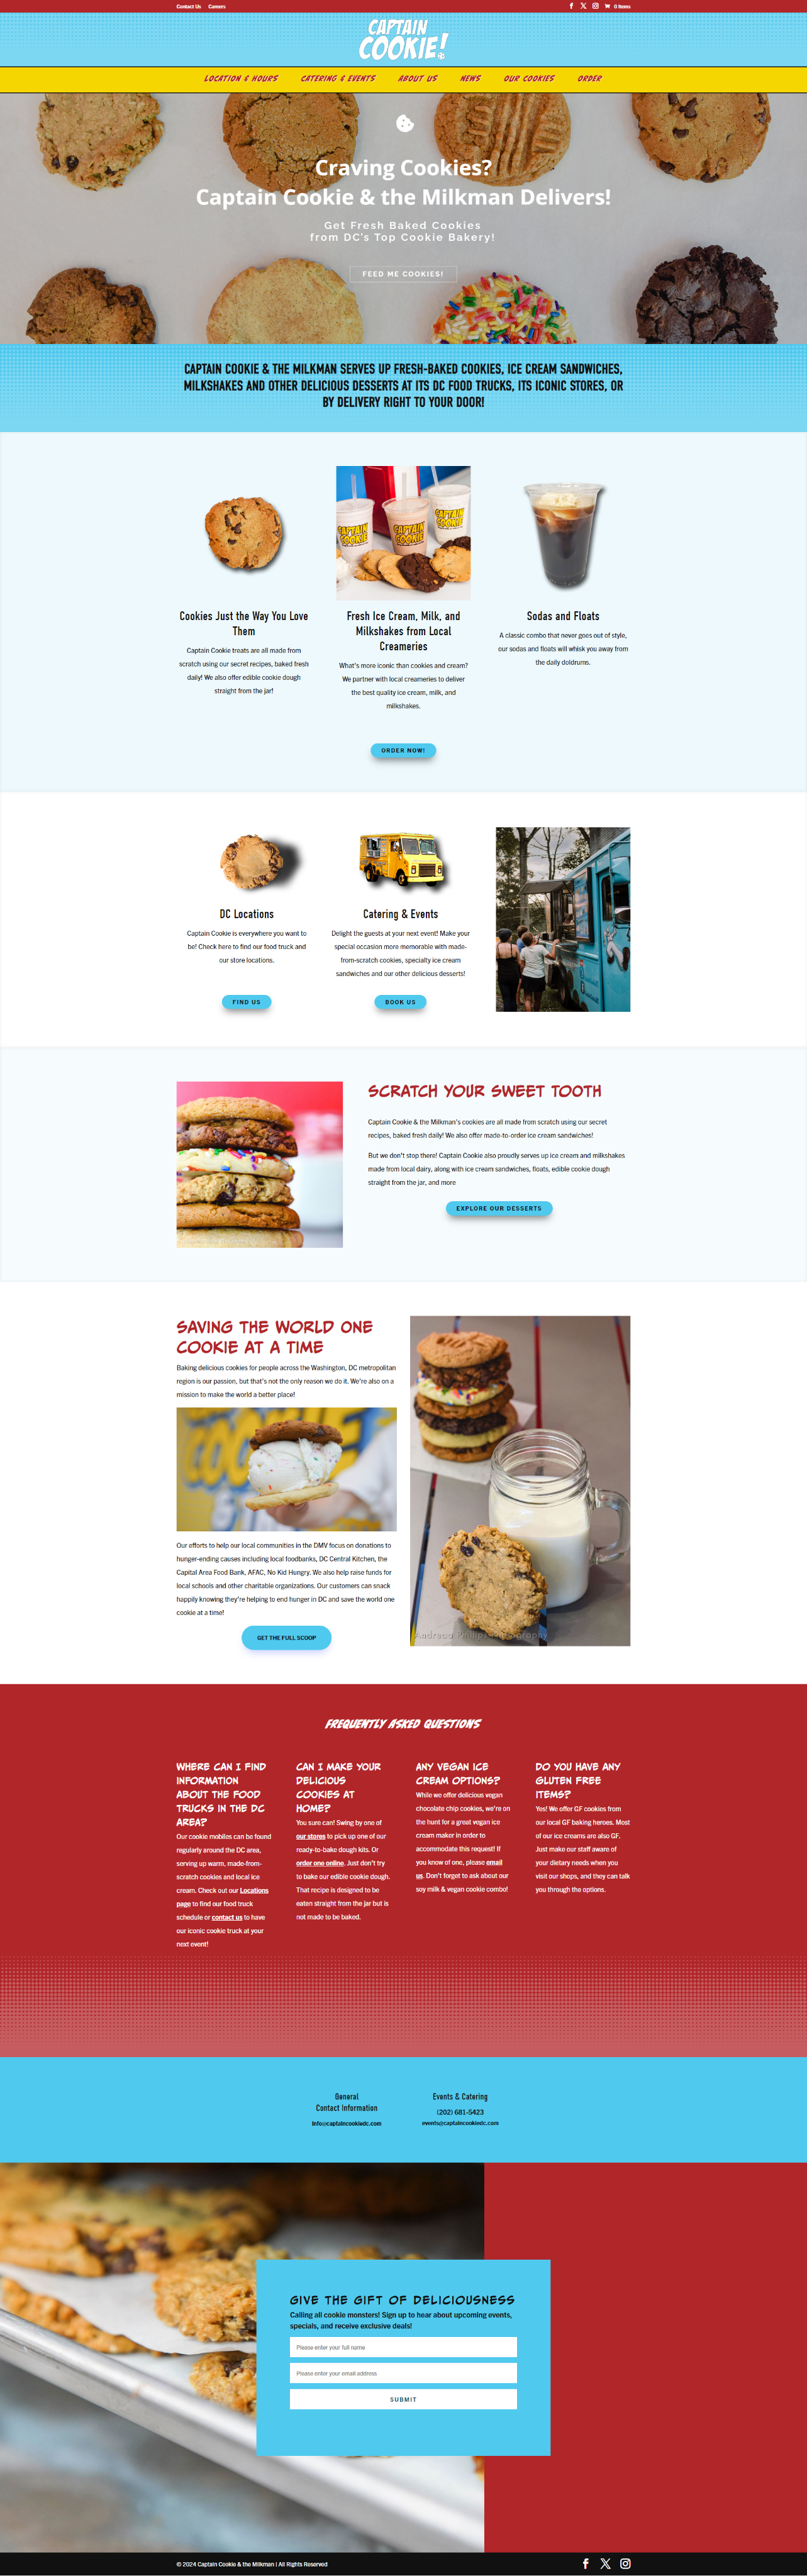 Contact Us Careers
0 Items
CAPTAIN
COOKIE!
LOCATION & HOURS CATERING & EVENTS ABOUT US NEWS OUR COOKIES ORDER
Craving Cookies?
Captain Cookie & the Milkman Delivers!
Get Fresh Baked Cookies
from DC's Top Cookie Bakery!
FEED ME COOKIES!
CAPTAIN COOKIE & THE MILKMAN SERVES UP FRESH-BAKED COOKIES, ICE CREAM SANDWICHES,
MILKSHAKES AND OTHER DELICIOUS DESSERTS AT ITS DC FOOD TRUCKS, ITS ICONIC STORES, OR
BY DELIVERY RIGHT TO YOUR DOOR!
CAPTAIN
COOKIE
CAPTAIN
COOKIE
CAPTAIN
COOKIE
Cookies Just the Way You Love
Them
Captain Cookie treats are all made from
scratch using our secret recipes, baked fresh
daily! We also offer edible cookie dough
straight from the jar!
Fresh Ice Cream, Milk, and
Milkshakes from Local
Creameries
What's more iconic than cookies and cream?
We partner with local creameries to deliver
the best quality ice cream, milk, and
milkshakes.
Sodas and Floats
A classic combo that never goes out of style,
our sodas and floats will whisk you away from
the daily doldrums.
ORDER NOW!
DC Locations
Captain Cookie is everywhere you want to
be! Check here to find our food truck and
our store locations.
FIND US
Catering & Events
Delight the guests at your next event! Make your
special occasion more memorable with made-
from-scratch cookies, specialty ice cream
sandwiches and our other delicious desserts!
BOOK US
SCRATCH YOUR SWEET TOOTH
Captain Cookie & the Milkman's cookies are all made from scratch using our secret
recipes, baked fresh daily! We also offer made-to-order ice cream sandwiches!
But we don't stop there! Captain Cookie also proudly serves up ice cream and milkshakes
made from local dairy, along with ice cream sandwiches, floats, edible cookie dough
straight from the jar, and more
EXPLORE OUR DESSERTS
SAVING THE WORLD ONE
COOKIE AT A TIME
Baking delicious cookies for people across the Washington, DC metropolitan
region is our passion, but that's not the only reason we do it. We're also on a
mission to make the world a better place!
Our efforts to help our local communities in the DMV focus on donations to
hunger-ending causes including local foodbanks, DC Central Kitchen, the
Capital Area Food Bank, AFAC, No Kid Hungry. We also help raise funds for
local schools and other charitable organizations. Our customers can snack
happily knowing they're helping to end hunger in DC and save the world one
cookie at a time!
GET THE FULL SCOOP
FREQUENTLY ASKED QUESTIONS
WHERE CAN I FIND
INFORMATION
ABOUT THE FOOD
TRUCKS IN THE DC
AREA?
Our cookie mobiles can be found
regularly around the DC area,
serving up warm, made-from-
scratch cookies and local ice
cream. Check out our Locations
page to find our food truck
schedule or contact us to have
our iconic cookie truck at your
next event!
CAN I MAKE YOUR
DELICIOUS
COOKIES AT
HOME?
You sure can! Swing by one of
our stores to pick up one of our
ready-to-bake dough kits. Or
order one online. Just don't try
to bake our edible cookie dough.
That recipe is designed to be
eaten straight from the jar but is
not made to be baked.
ANY VEGAN ICE
CREAM OPTIONS?
While we offer delicious vegan
chocolate chip cookies, we're on
the hunt for a great vegan ice
cream maker in order to
accommodate this request! If
you know of one, please email
us. Don't forget to ask about our
soy milk & vegan cookie combo!
DO YOU HAVE ANY
GLUTEN FREE
ITEMS?
Yes! We offer GF cookies from
our local GF baking heroes. Most
of our ice creams are also GF.
Just make our staff aware of
your dietary needs when you
visit our shops, and they can talk
you through the options.
General
Contact Information
info@captaincookiedc.com
Events & Catering
(202) 681-5423
events@captaincookiedc.com
GIVE THE GIFT OF DELICIOUSNESS
Calling all cookie monsters! Sign up to hear about upcoming events,
specials, and receive exclusive deals!
Please enter your full name
Please enter your email address
SUBMIT
© 2024 Captain Cookie & the Milkman | All Rights Reserved